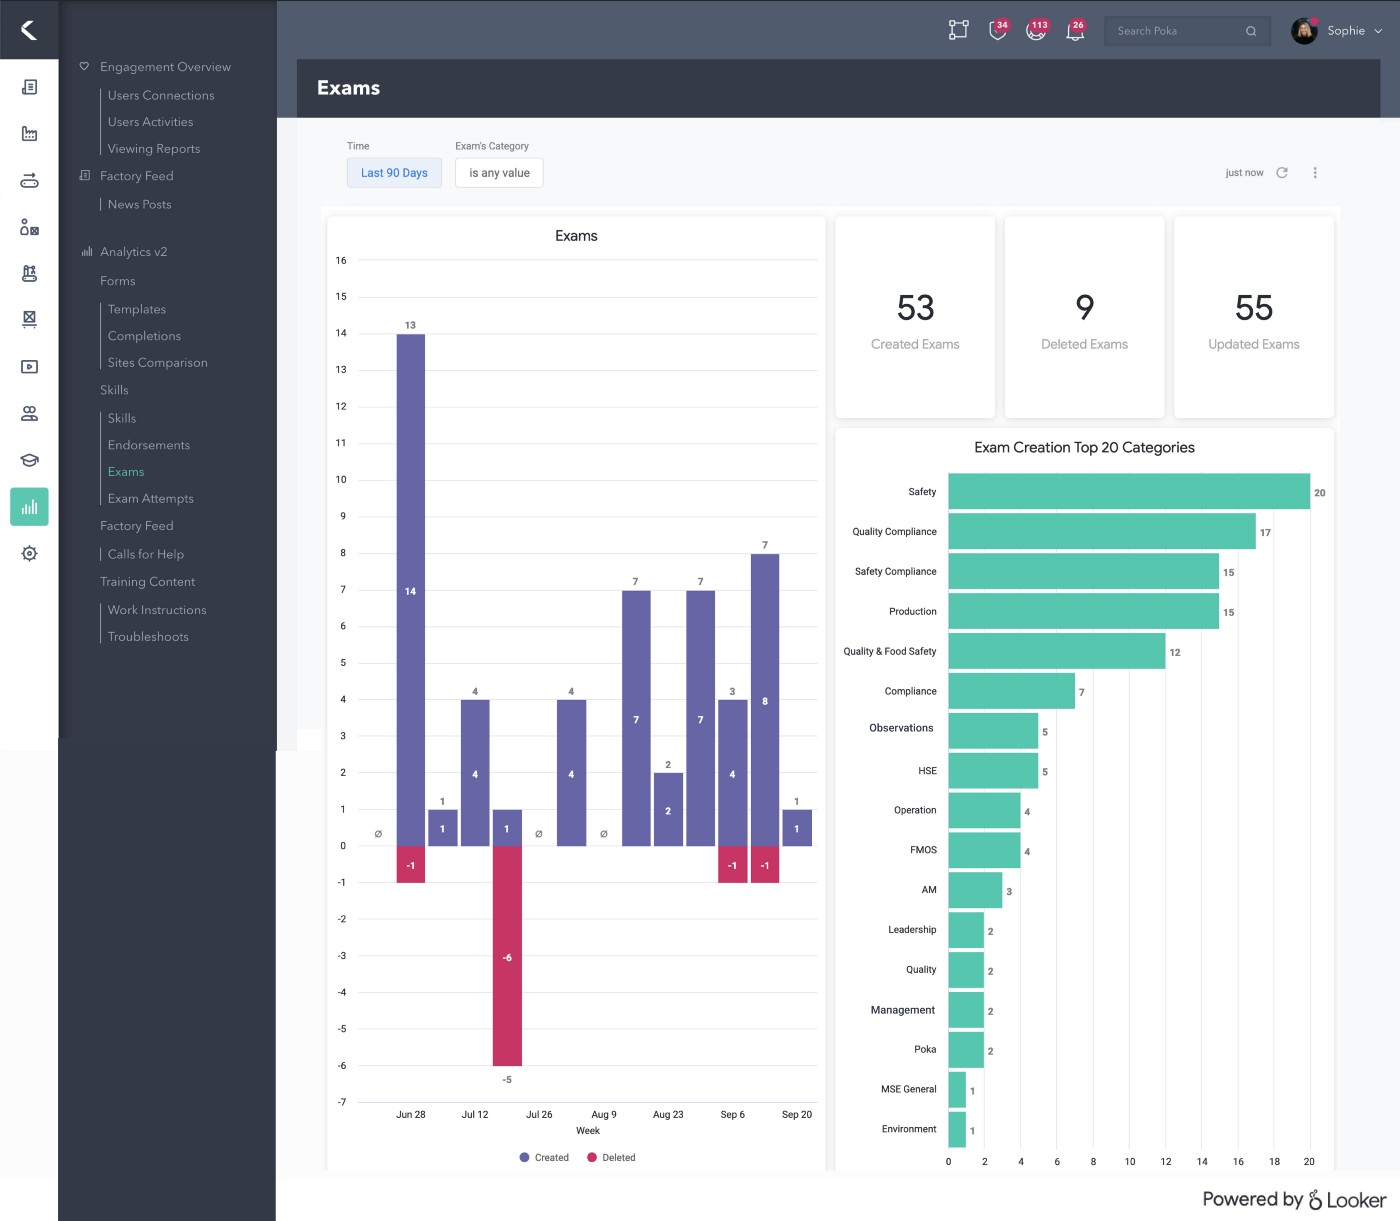 34
113
26
Search Poka
Sophie
Engagement Overview
Users Connections
Users Activities
Viewing Reports
Factory Feed
News Posts
Analytics v2
Forms
Templates
Completions
Sites Comparison
Skills
Skills
Endorsements
Exams
Exam Attempts
Factory Feed
Calls for Help
Training Content
Work Instructions
Troubleshoots
Exams
Time
Exam's Category
Last 90 Days
is any value
just now
Exams
16
15
14
13
12
11
10
9
8
7
6
5
4
3
2
1
0
-1
-2
-3
-4
-5
-6
-7
∅
13
14
-1
1
1
4
4
1
-6
-5
∅
4
4
∅
7
7
2
2
7
7
3
4
-1
7
8
-1
1
1
Jun 28
Jul 12
Jul 26
Aug 9
Aug 23
Sep 6
Sep 20
Week
Created
Deleted
53
Created Exams
9
Deleted Exams
55
Updated Exams
Exam Creation Top 20 Categories
Safety 20
Quality Compliance 17
Safety Compliance 15
Production 15
Quality & Food Safety 12
Compliance 7
Observations 5
HSE 5
Operation 4
FMOS 4
AM 3
Leadership 2
Quality 2
Management 2
Poka 2
MSE General 1
Environment 1
0 2 4 6 8 10 12 14 16 18 20
Powered by Looker